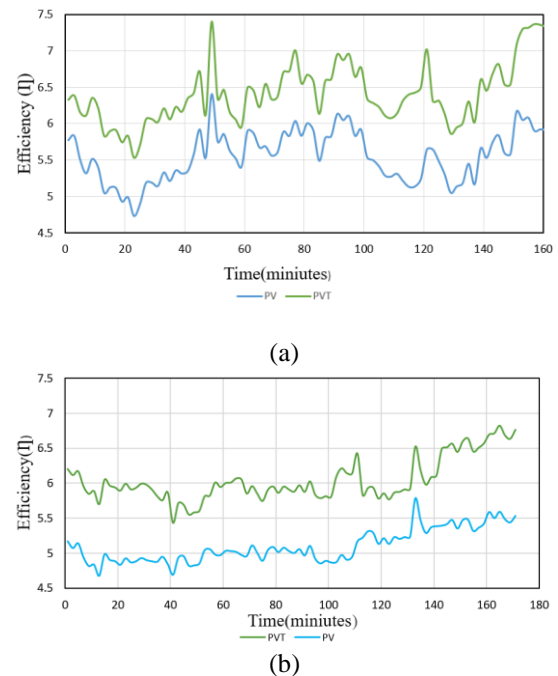 7.5
7
6.5
6
5.5
5
4.5
Efficiency (I])
0 20 40 60 80 100 120 140 160
Time(miniutes)
PV PVT
(a)
7.5
7
6.5
6
5.5
5
4.5
Efficiency(I])
0 20 40 60 80 100 120 140 160 180
Time(miniutes)
PVT PV
(b)